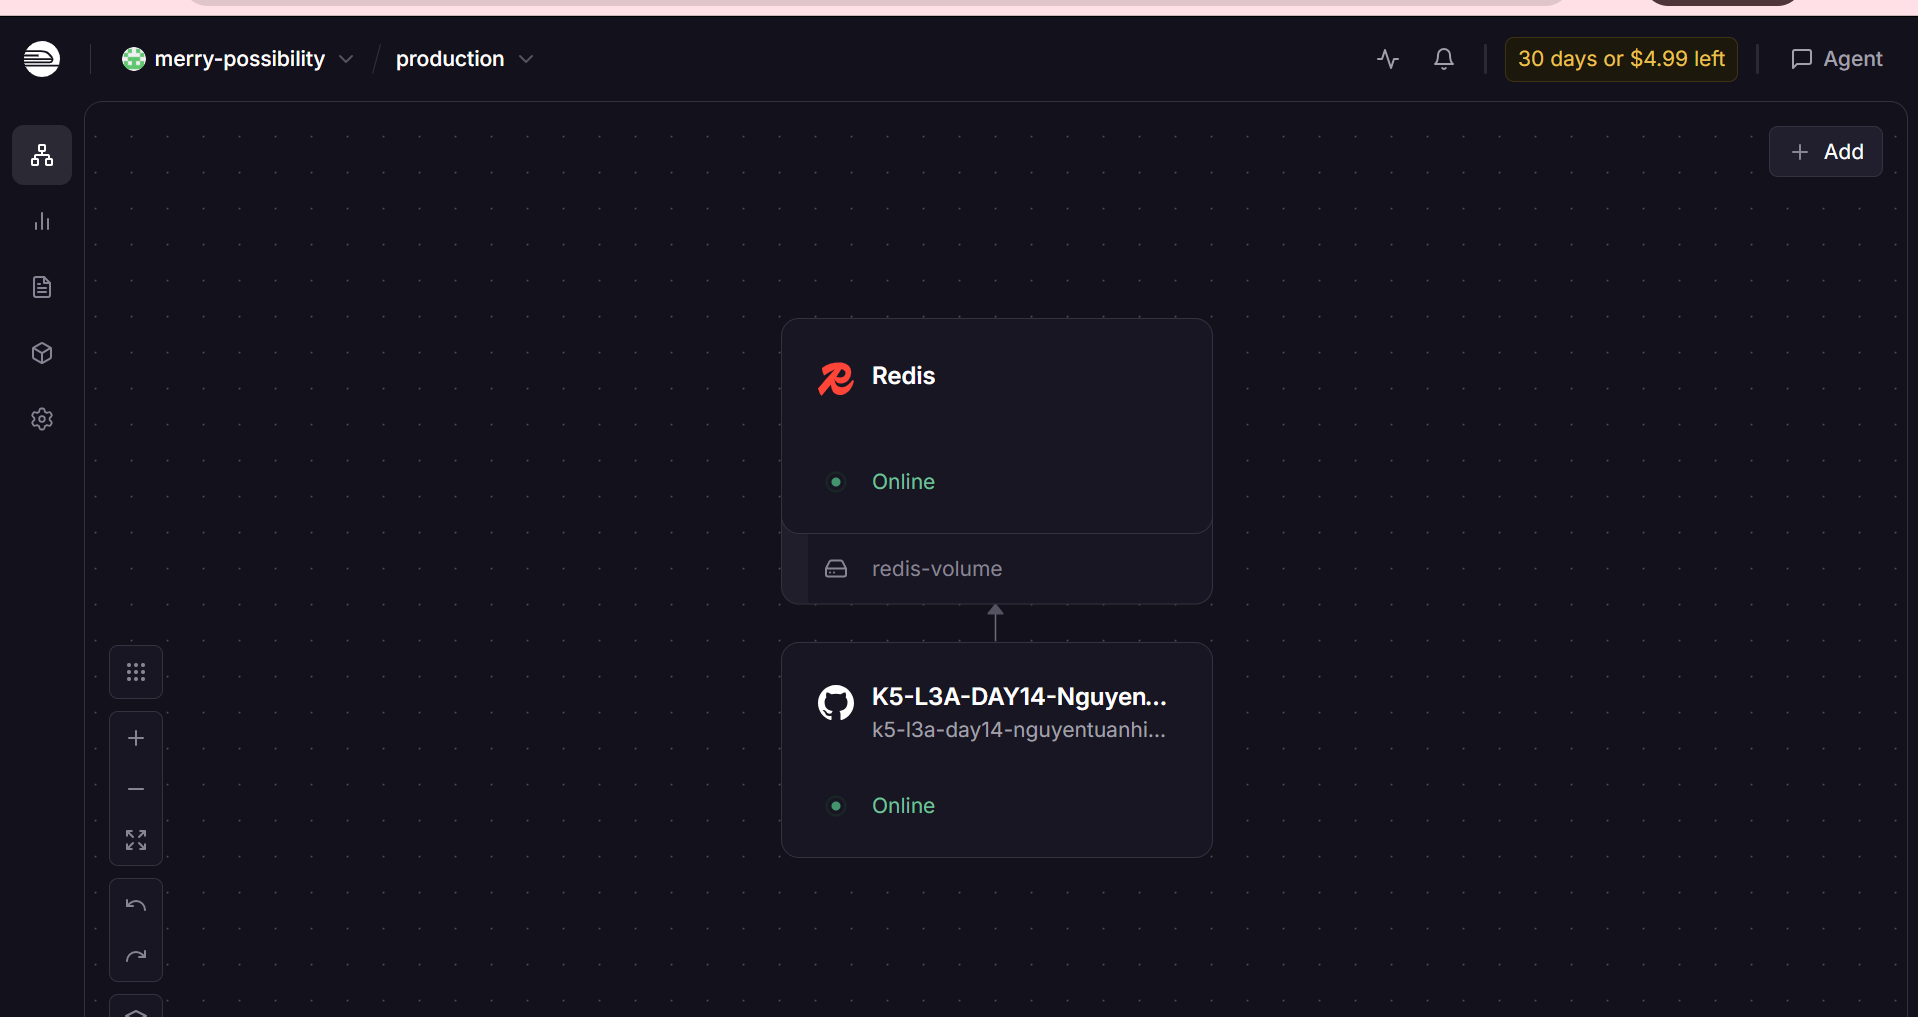 merry-possibility
production
30 days or $4.99 left
Agent
Add
Redis
Online
redis-volume
K5-L3A-DAY14-Nguyen...
k5-l3a-day14-nguyentuanhi...
Online